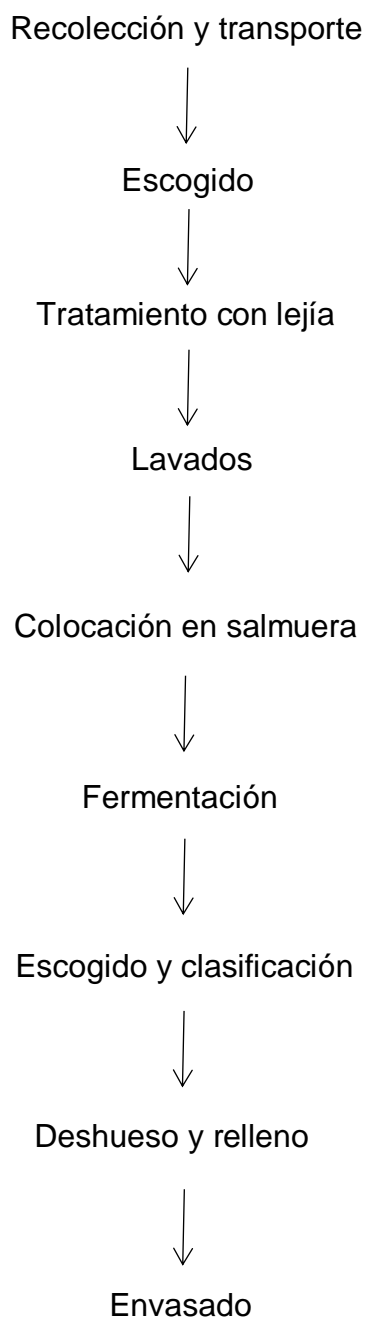 Recolección y transporte
Escogido
Tratamiento con lejía
Lavados
Colocación en salmuera
Fermentación
Escogido y clasificación
Deshueso y relleno
Envasado